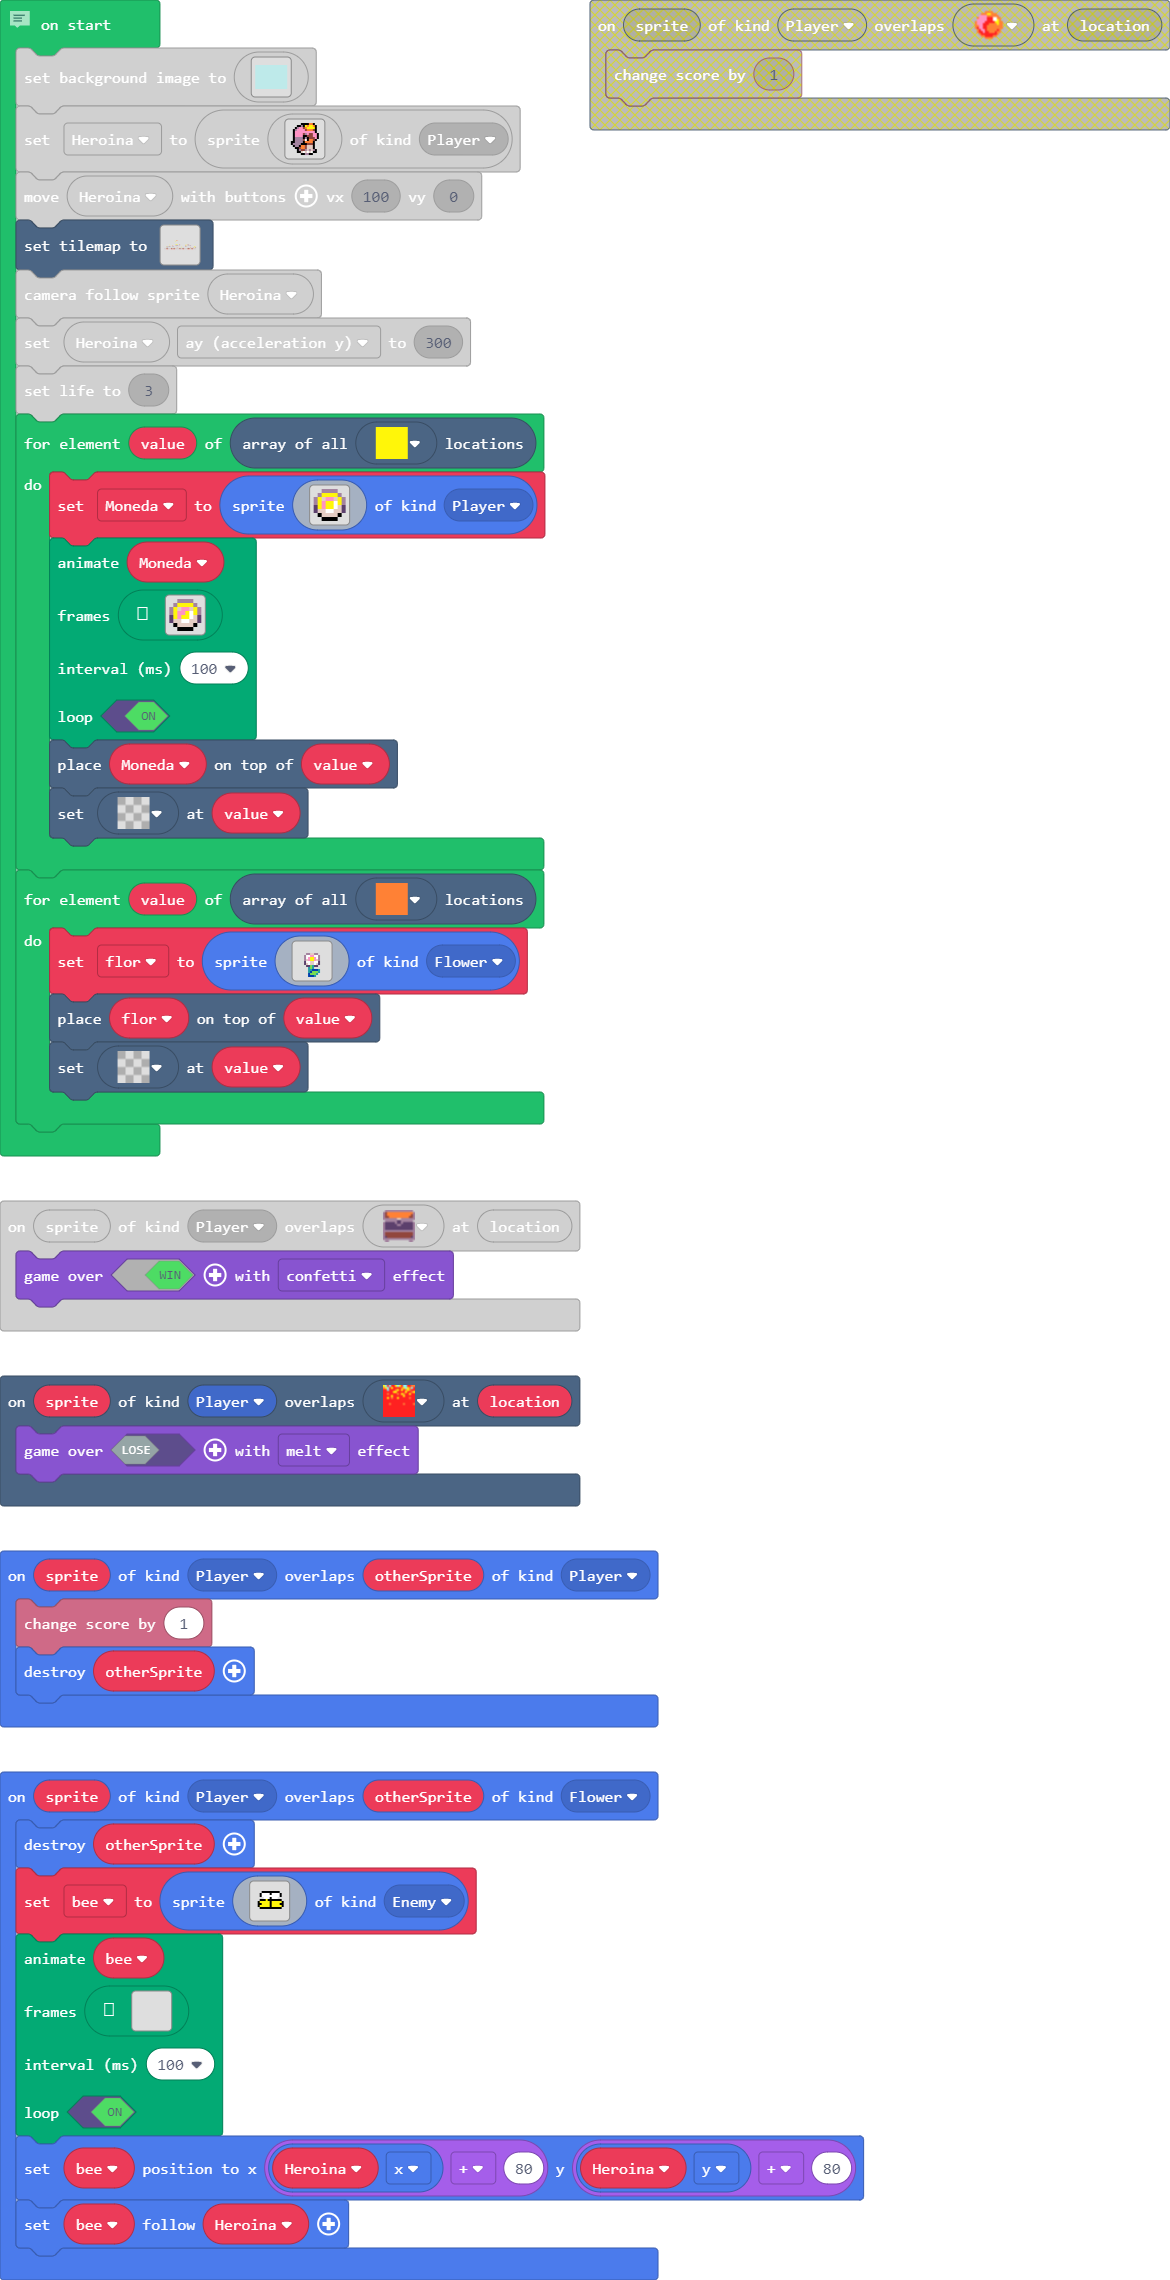 on start
set background image to
set Heroina to sprite of kind Player
move Heroina with buttons vx 100 vy 0
set tilemap to
camera follow sprite Heroina
set Heroina ay (acceleration y) to 300
set life to 3
for element value of array of all locations
do
set Moneda to sprite of kind Player
animate Moneda
frames
interval (ms) 100
loop ON
place Moneda on top of value
set at value
for element value of array of all locations
do
set flor to sprite of kind Flower
place flor on top of value
set at value
on sprite of kind Player overlaps at location
change score by 1
on sprite of kind Player overlaps at location
game over WIN with confetti effect
on sprite of kind Player overlaps at location
game over LOSE with melt effect
on sprite of kind Player overlaps otherSprite of kind Player
change score by 1
destroy otherSprite
on sprite of kind Player overlaps otherSprite of kind Flower
destroy otherSprite
set bee to sprite of kind Enemy
animate bee
frames
interval (ms) 100
loop ON
set bee position to x Heroina x + 80 y Heroina y + 80
set bee follow Heroina